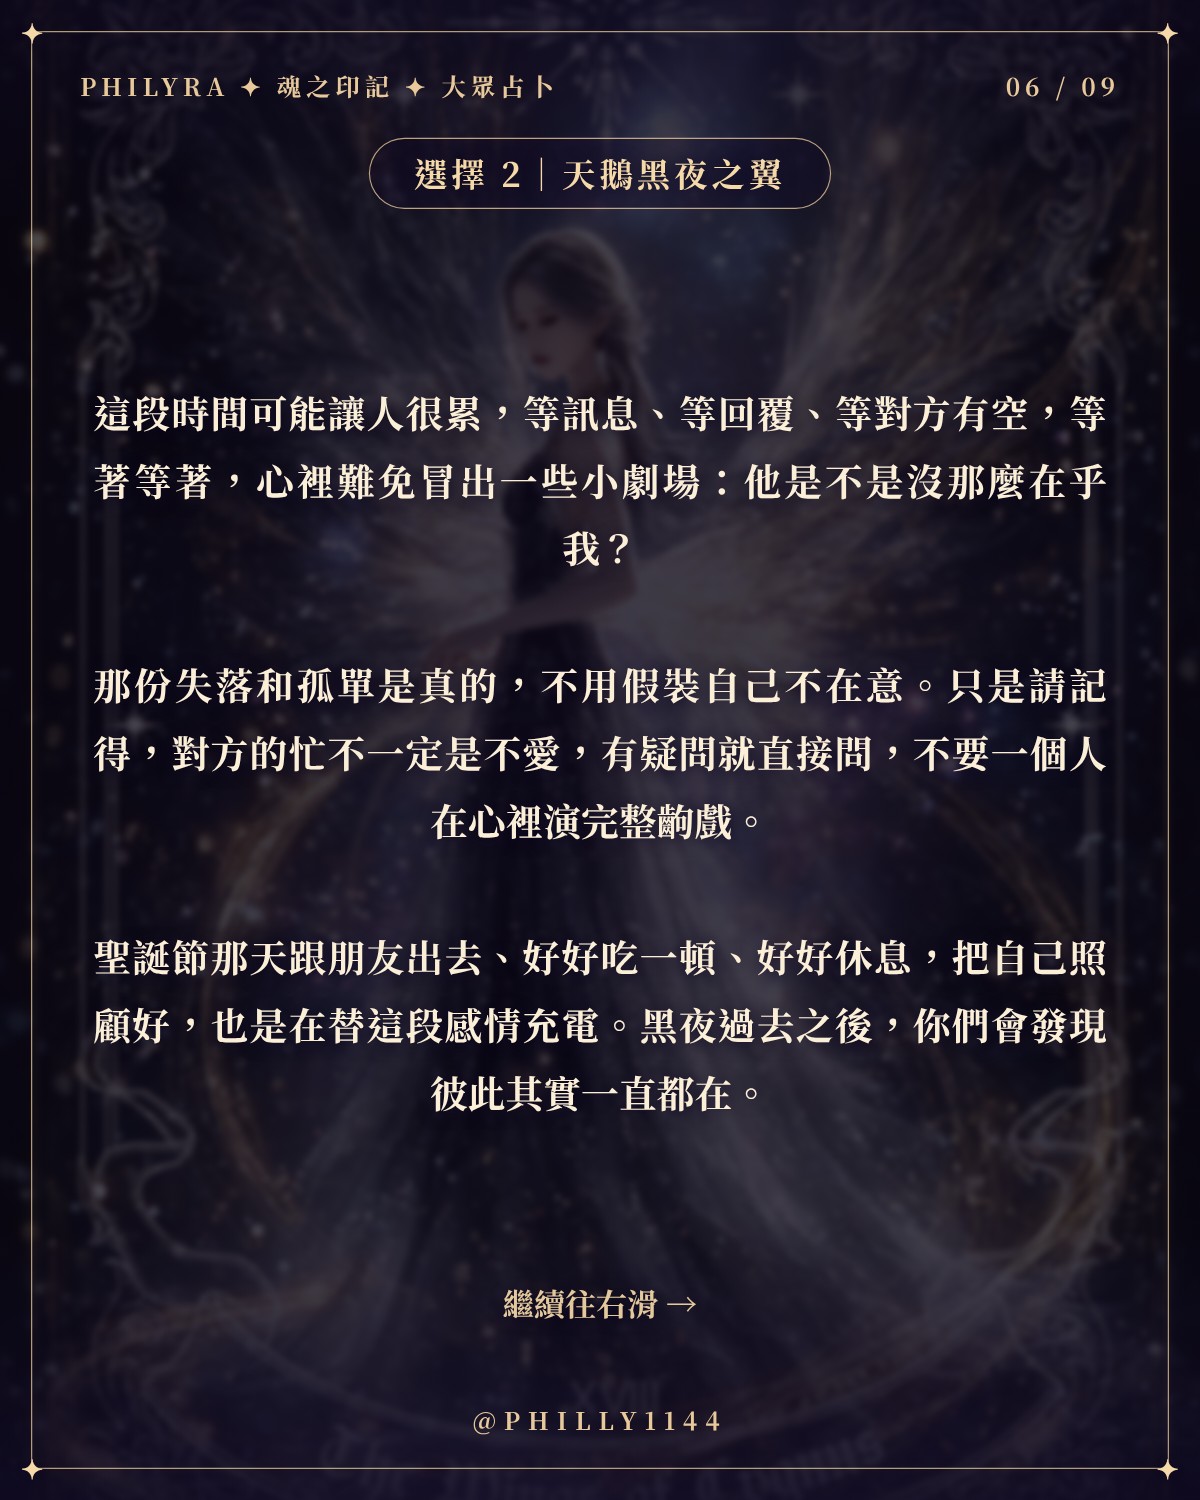 PHILYRA ✦ 魂之印記 ✦ 大眾占卜
06 / 09
選擇 2｜天鵝黑夜之翼
這段時間可能讓人很累，等訊息、等回覆、等對方有空，等
著等著，心裡難免冒出一些小劇場：他是不是沒那麼在乎
我？
那份失落和孤單是真的，不用假裝自己不在意。只是請記
得，對方的忙不一定是不愛，有疑問就直接問，不要一個人
在心裡演完整齣戲。
聖誕節那天跟朋友出去、好好吃一頓、好好休息，把自己照
顧好，也是在替這段感情充電。黑夜過去之後，你們會發現
彼此其實一直都在。
繼續往右滑 →
XVIII
@PHILLY1144